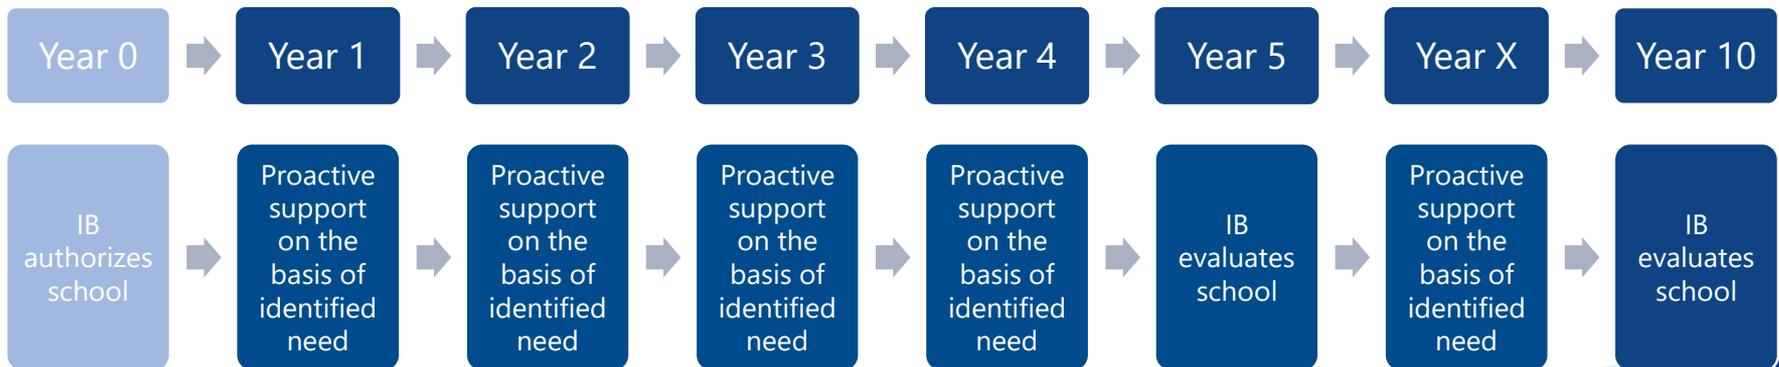 Year 0
Year 1
Year 2
Year 3
Year 4
Year 5
Year X
Year 10
IB
authorizes
school
Proactive
support
on the
basis of
identified
need
Proactive
support
on the
basis of
identified
need
Proactive
support
on the
basis of
identified
need
Proactive
support
on the
basis of
identified
need
IB
evaluates
school
Proactive
support
on the
basis of
identified
need
IB
evaluates
school